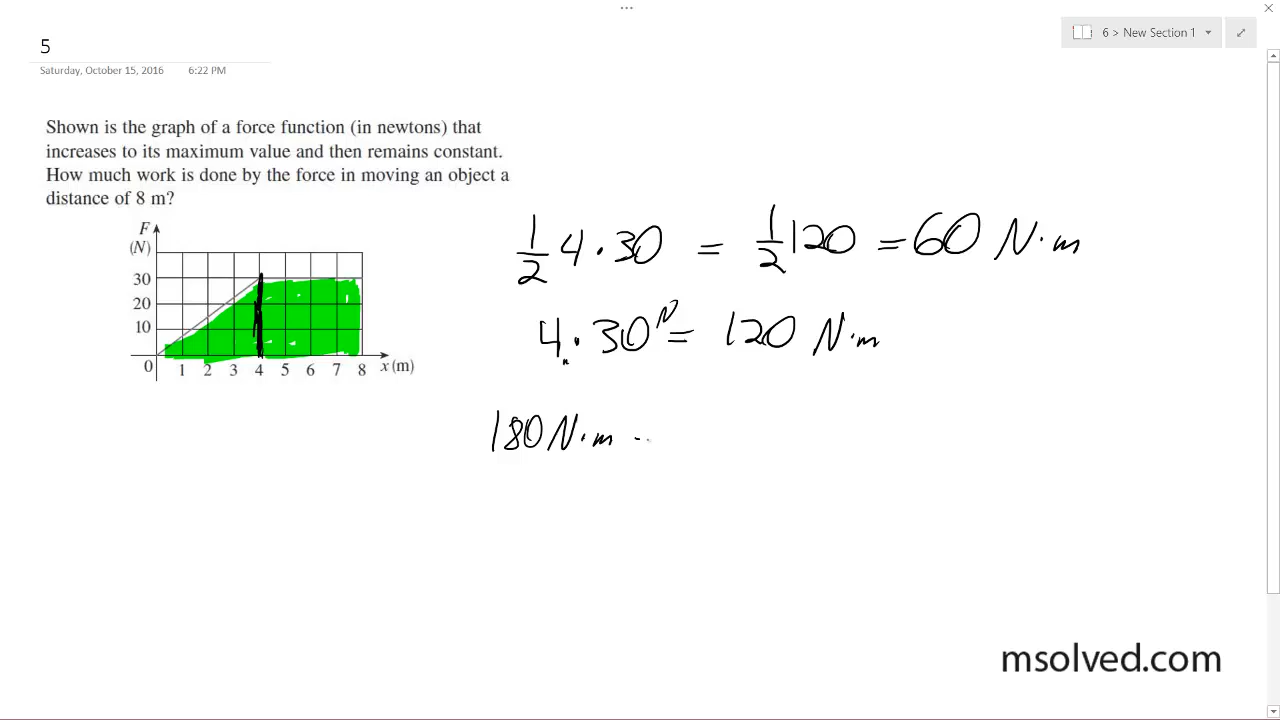 6 > New Section 1
5
Saturday, October 15, 2016 6:22 PM
Shown is the graph of a force function (in newtons) that
increases to its maximum value and then remains constant.
How much work is done by the force in moving an object a
distance of 8 m?
F
(N)
30
20
10
0 1 2 3 4 5 6 7 8 x (m)
1/2 4 · 30 = 1/2 120 = 60 N·m
4 · 30 N = 120 N·m
180 N·m
msolved.com